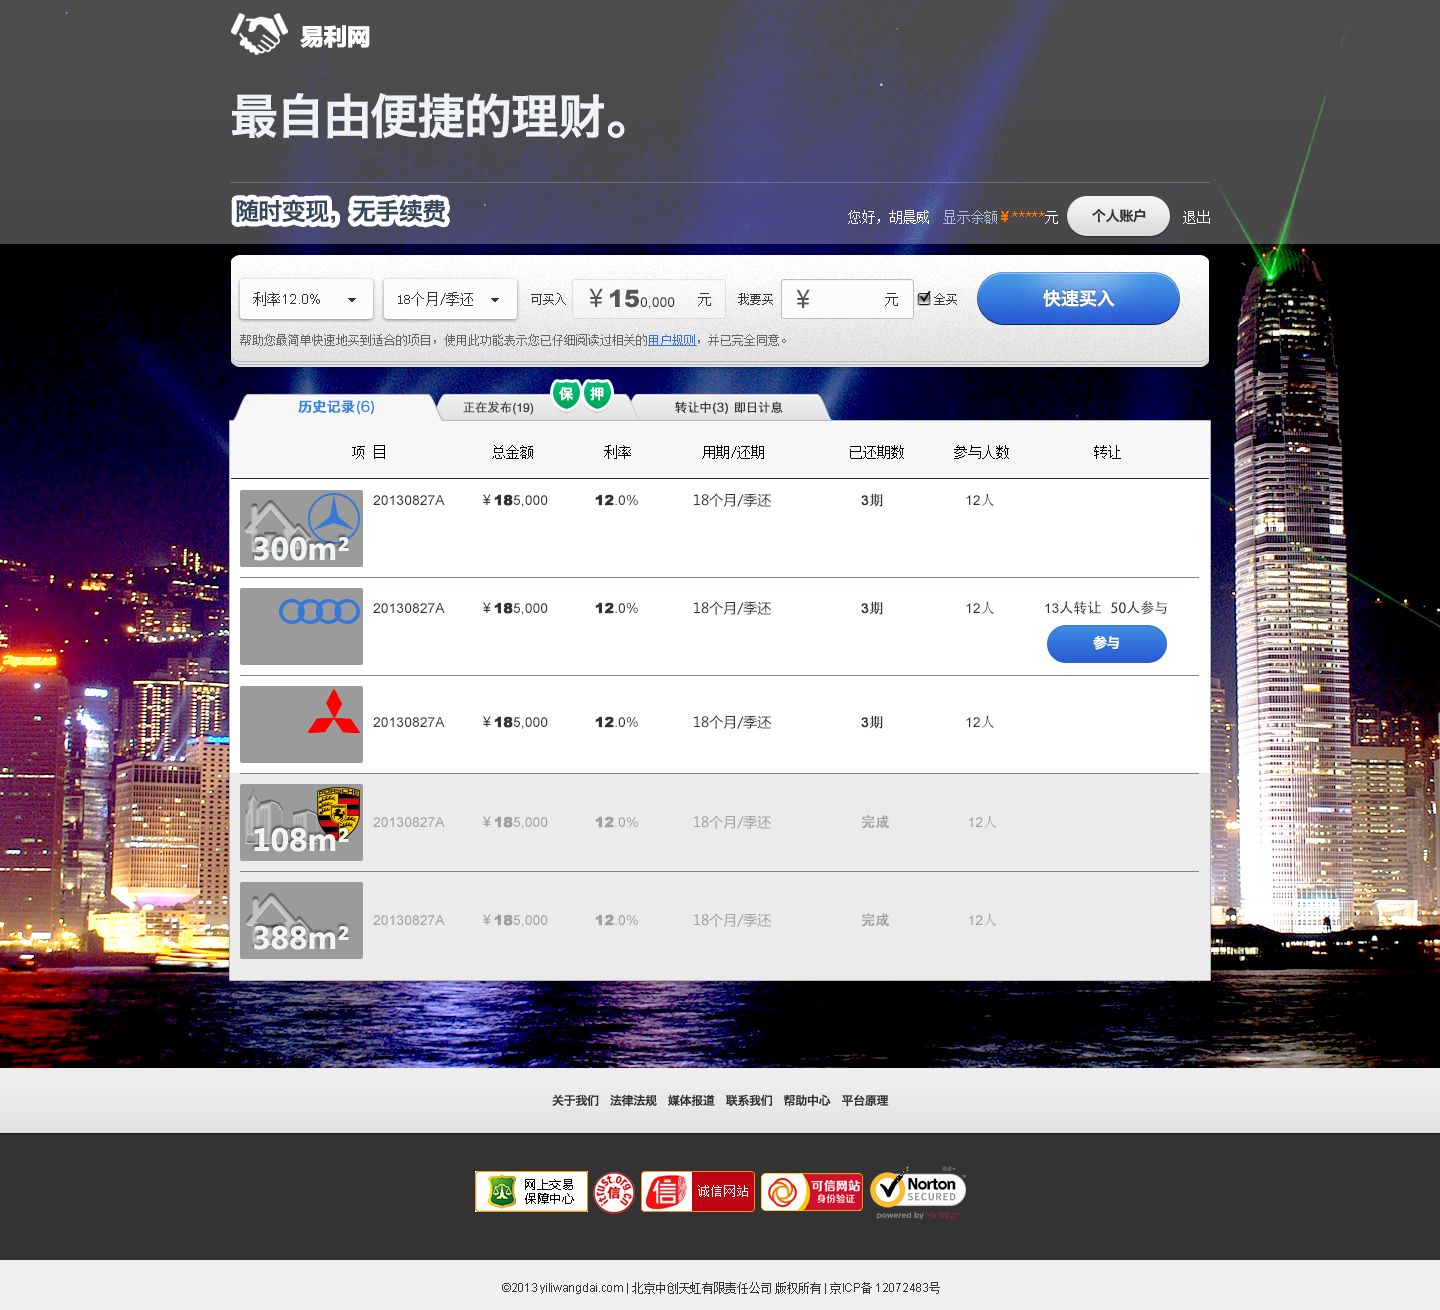 易利网
最自由便捷的理财。
随时变现，无手续费
您好，胡晨威 显示余额¥*****元 个人账户 退出
利率12.0% 18个月/季还 可买入 ¥150,000 元 我要买 ¥ 元 全买 快速买入
帮助您最简单快速地买到适合的项目，使用此功能表示您已仔细阅读过相关的用户规则，并已完全同意。
保 押
历史记录(6) 正在发布(19) 转让中(3) 即日计息
项 目 总金额 利率 用期/还期 已还期数 参与人数 转让
300m² 20130827A ¥185,000 12.0% 18个月/季还 3期 12人
20130827A ¥185,000 12.0% 18个月/季还 3期 12人 13人转让 50人参与
参与
20130827A ¥185,000 12.0% 18个月/季还 3期 12人
PORSCHE
108m² 20130827A ¥185,000 12.0% 18个月/季还 完成 12人
388m² 20130827A ¥185,000 12.0% 18个月/季还 完成 12人
关于我们 法律法规 媒体报道 联系我们 帮助中心 平台原理
网上交易
保障中心
itrust.org.cn
信
信 诚信网站
可信网站
身份验证
Norton
SECURED
powered by
©2013 yiliwangdai.com | 北京中创天虹有限责任公司 版权所有 | 京ICP备 12072483号